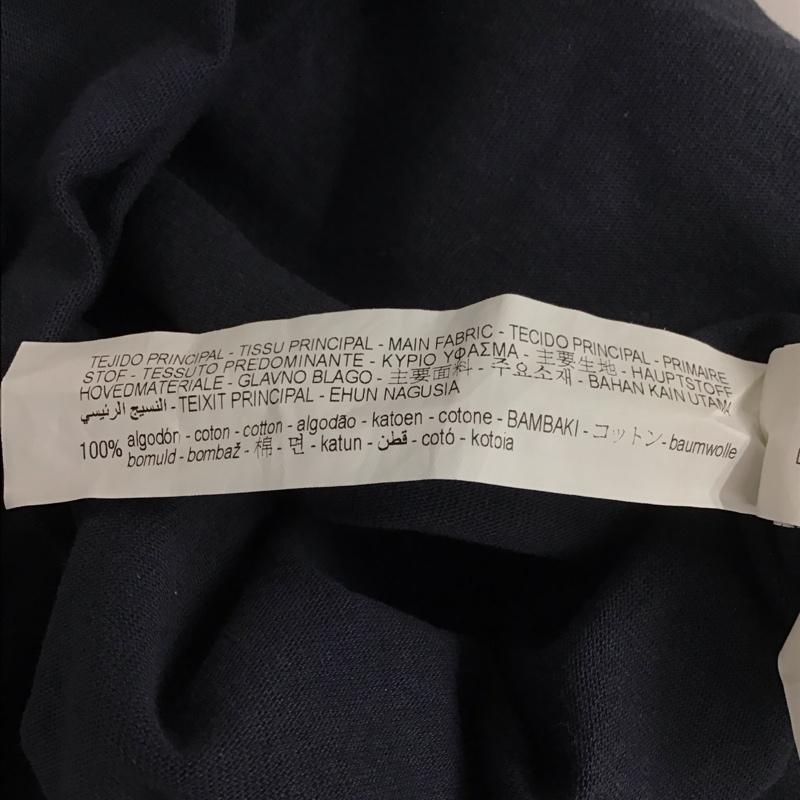 TEJIDO PRINCIPAL - TISSU PRINCIPAL - MAIN FABRIC - TECIDO PRINCIPAL - PRIMAIRE
STOF - TESSUTO PREDOMINANTE - ΚΥΡΙΟ ΥΦΑΣΜΑ - 主要生地 - HAUPTSTOFF
HOVEDMATERIALE - GLAVNO BLAGO - 主要面料 - 주요소재 - BAHAN KAIN UTAMA
النسيج الرئيسي - TEIXIT PRINCIPAL - EHUN NAGUSIA
100% algodón - coton - cotton - algodão - katoen - cotone - ΒΑΜΒΑΚΙ - コットン - baumwolle
bomuld - bombaž - 棉 - 면 - katun - قطن - cotó - kotoia